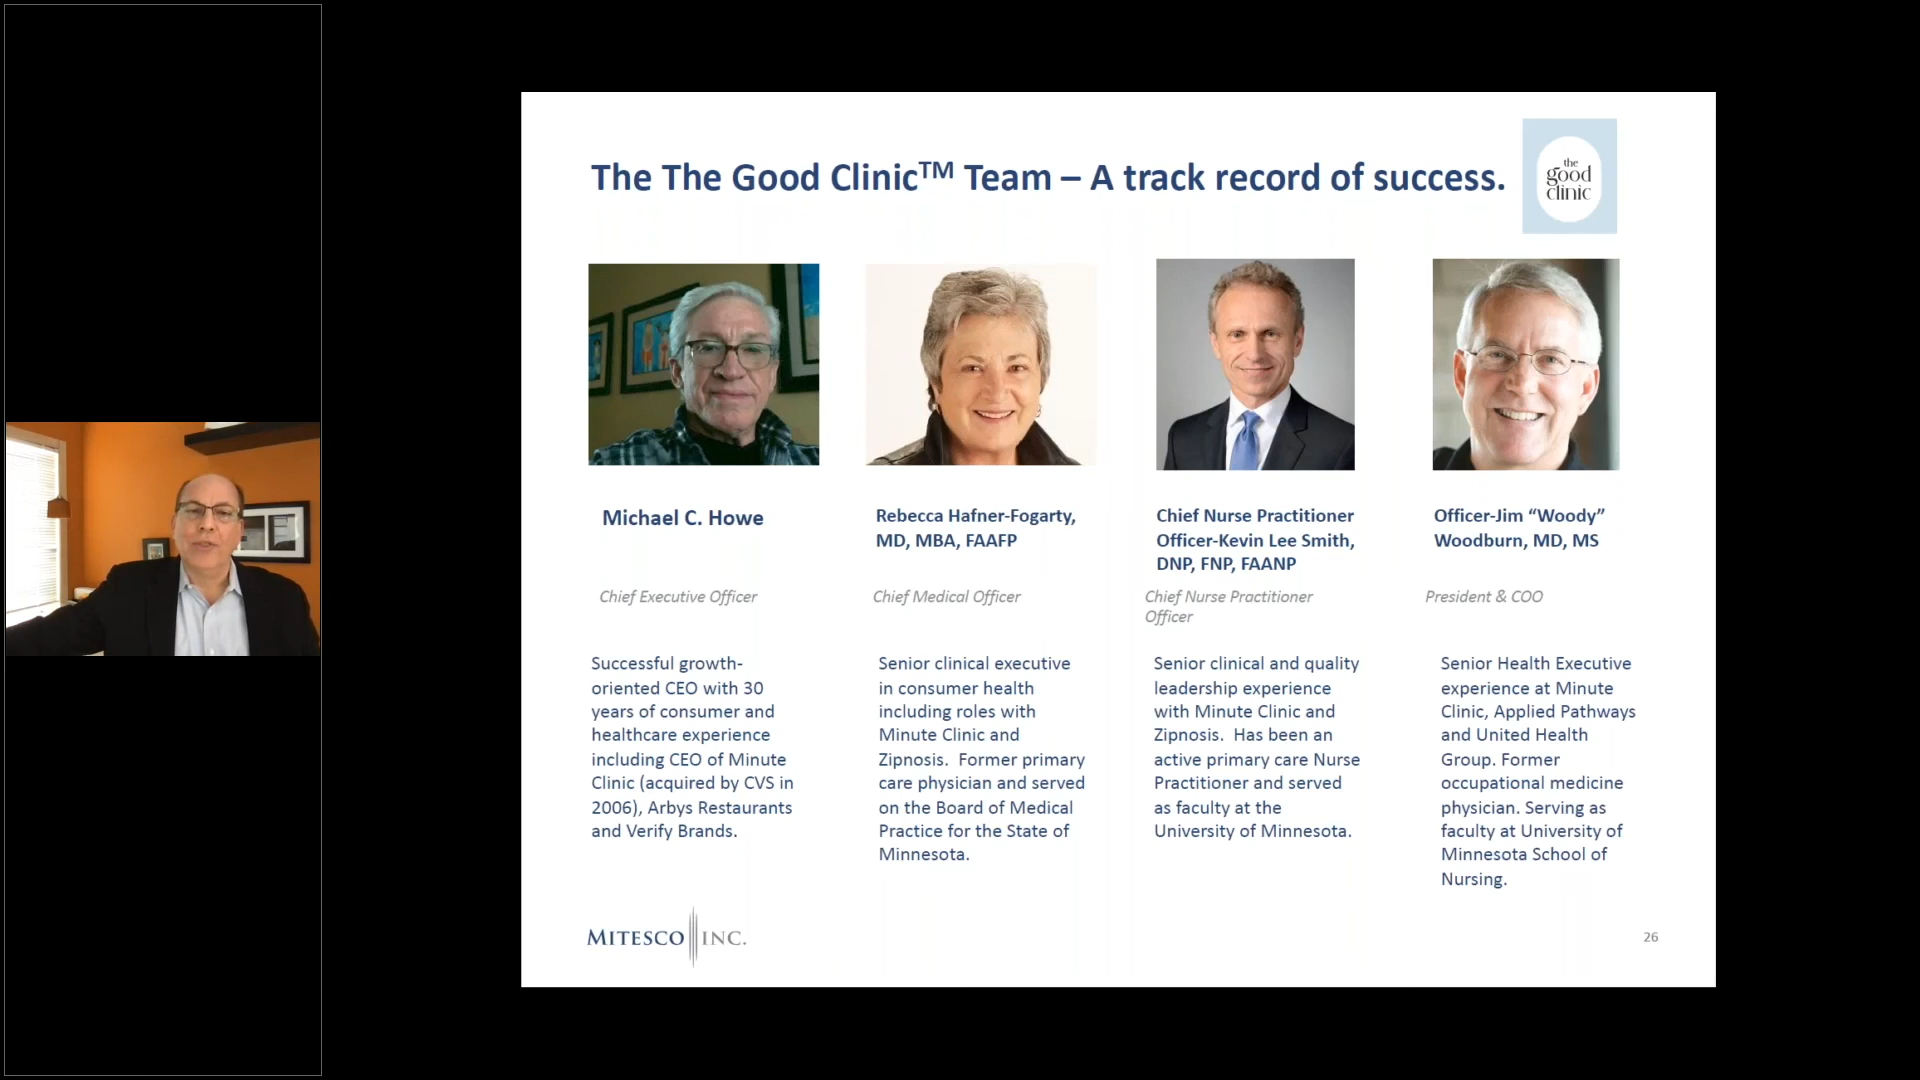 The The Good Clinic™ Team – A track record of success.
the
good
clinic
Michael C. Howe
Chief Executive Officer
Successful growth-
oriented CEO with 30
years of consumer and
healthcare experience
including CEO of Minute
Clinic (acquired by CVS in
2006), Arbys Restaurants
and Verify Brands.
Rebecca Hafner-Fogarty,
MD, MBA, FAAFP
Chief Medical Officer
Senior clinical executive
in consumer health
including roles with
Minute Clinic and
Zipnosis.  Former primary
care physician and served
on the Board of Medical
Practice for the State of
Minnesota.
Chief Nurse Practitioner
Officer-Kevin Lee Smith,
DNP, FNP, FAANP
Chief Nurse Practitioner
Officer
Senior clinical and quality
leadership experience
with Minute Clinic and
Zipnosis.  Has been an
active primary care Nurse
Practitioner and served
as faculty at the
University of Minnesota.
Officer-Jim “Woody”
Woodburn, MD, MS
President & COO
Senior Health Executive
experience at Minute
Clinic, Applied Pathways
and United Health
Group. Former
occupational medicine
physician. Serving as
faculty at University of
Minnesota School of
Nursing.
MITESCO INC.
26